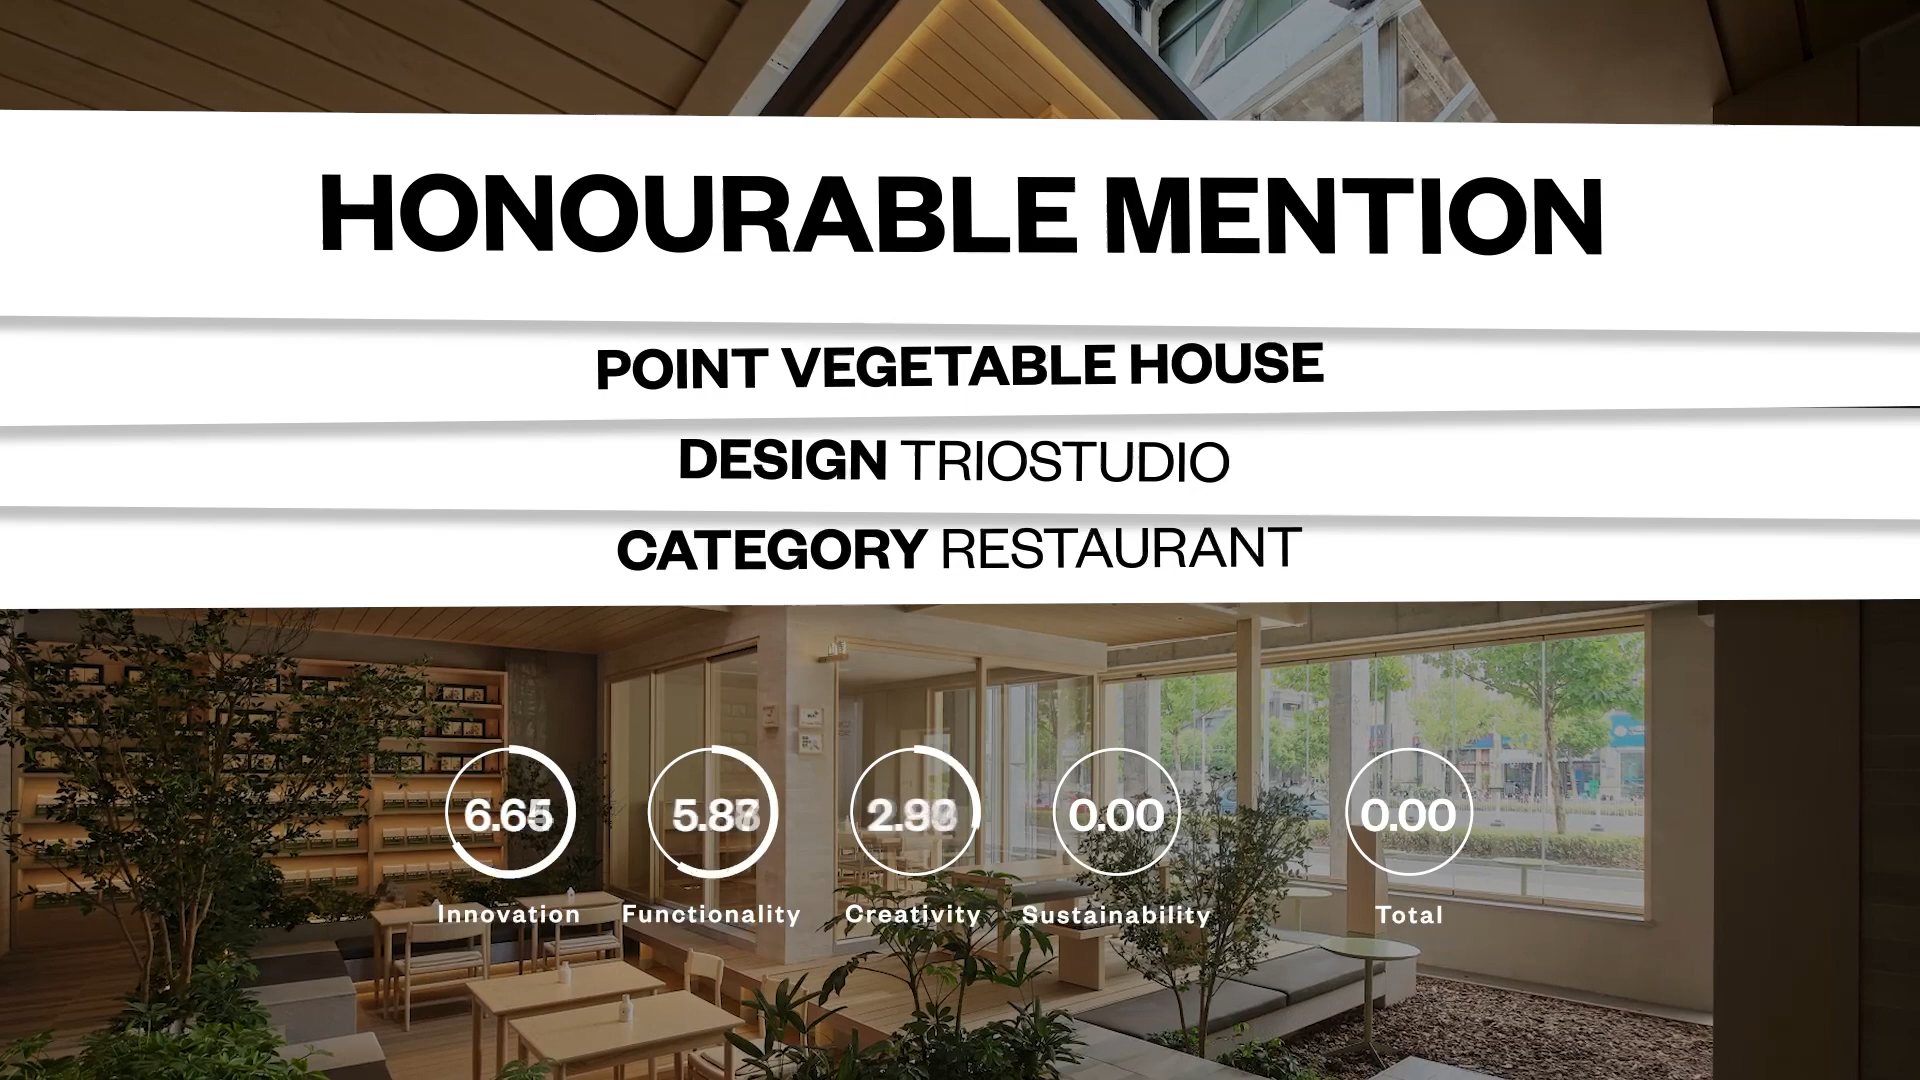 HONOURABLE MENTION
POINT VEGETABLE HOUSE
DESIGN TRIOSTUDIO
CATEGORY RESTAURANT
0.00 0.00
Innovation Functionality Creativity Sustainability Total